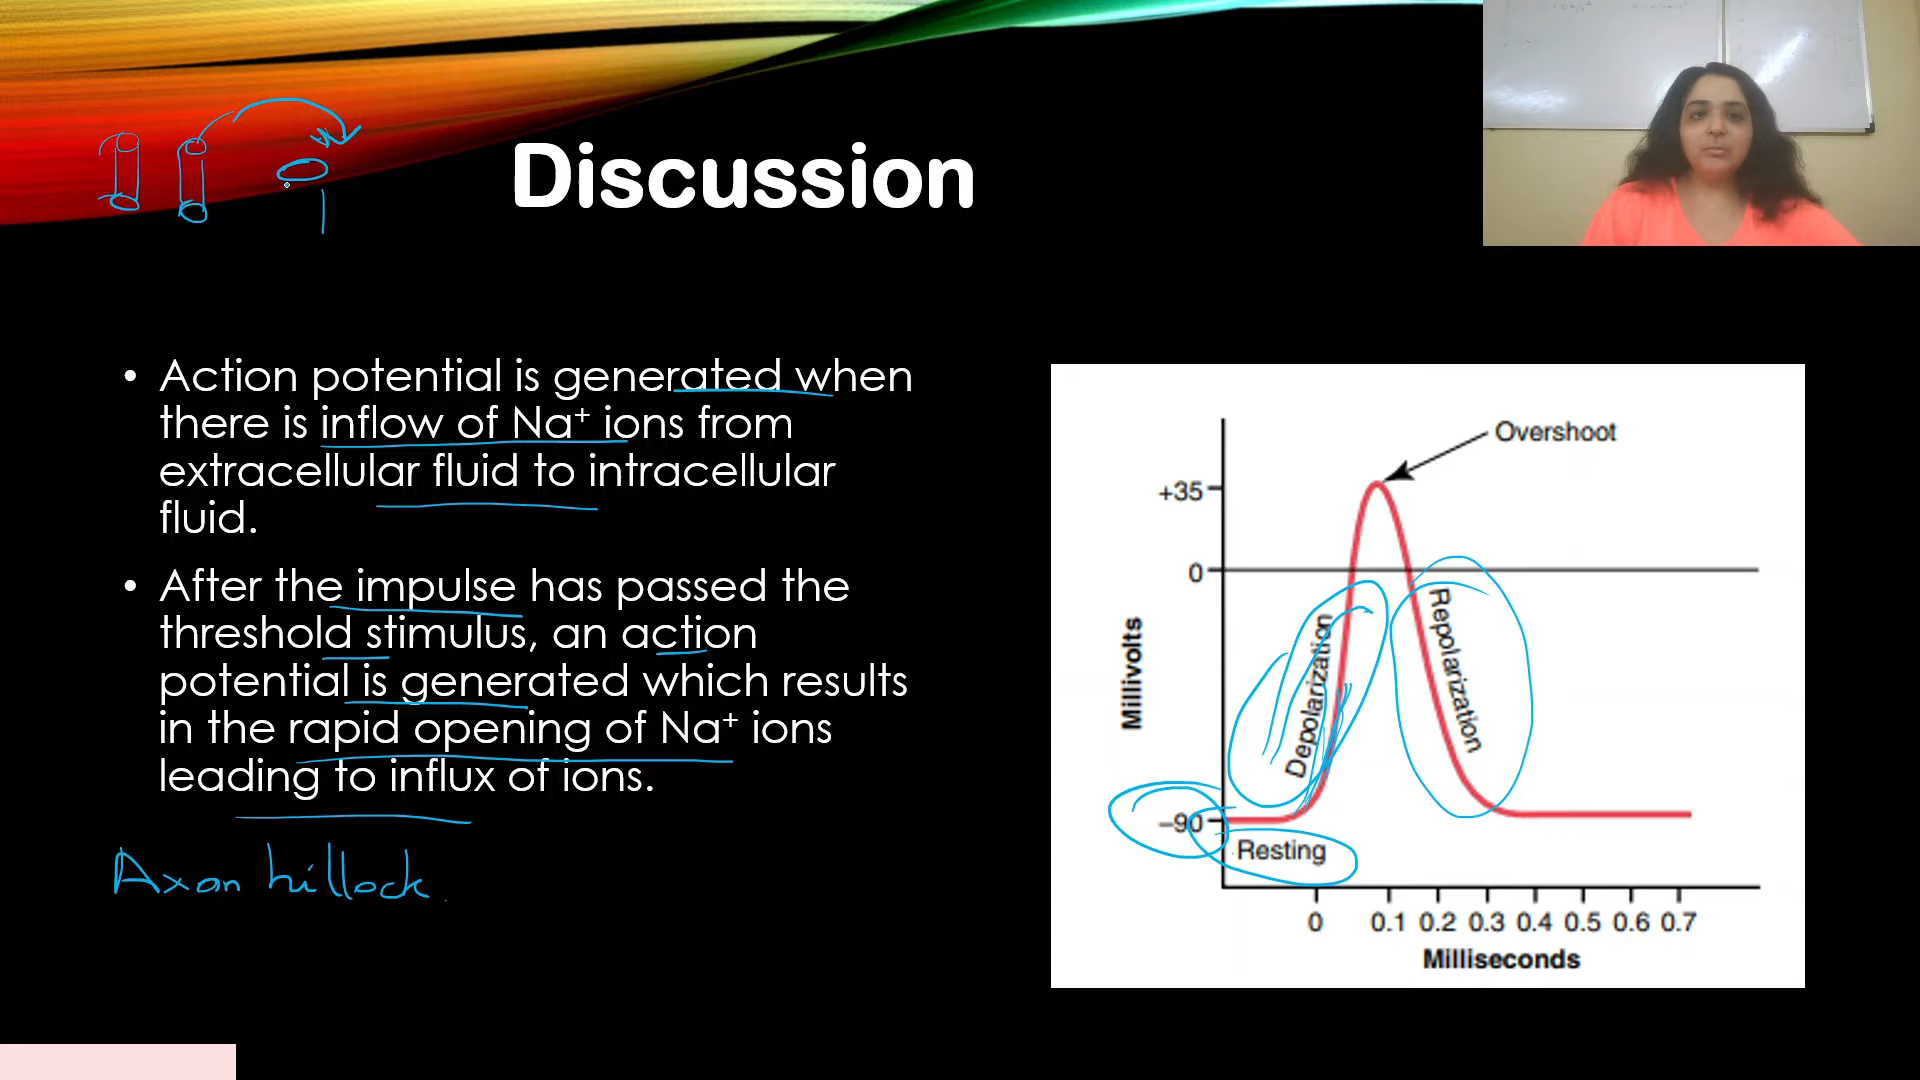 Discussion
• Action potential is generated when
there is inflow of Na⁺ ions from
extracellular fluid to intracellular
fluid.
• After the impulse has passed the
threshold stimulus, an action
potential is generated which results
in the rapid opening of Na⁺ ions
leading to influx of ions.
Axon hillock
Overshoot
+35
0
Millivolts
Depolarization
Repolarization
–90
Resting
0 0.1 0.2 0.3 0.4 0.5 0.6 0.7
Milliseconds